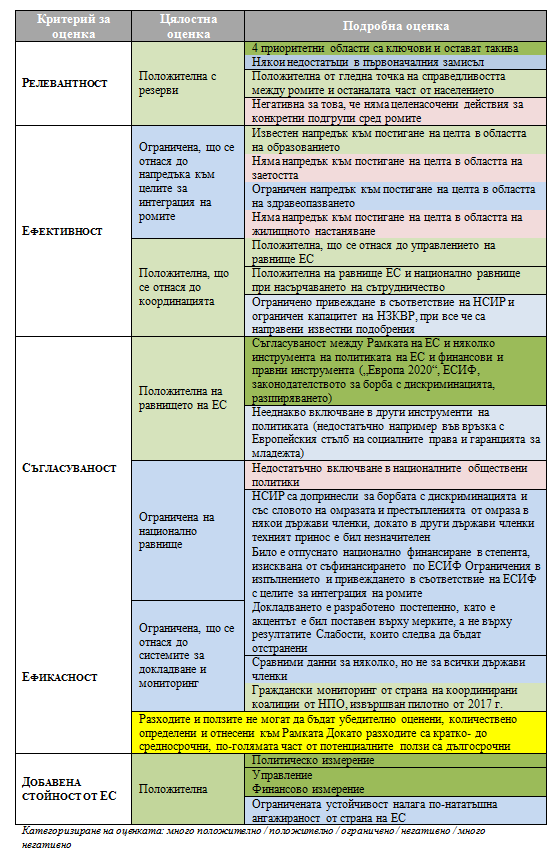 Критерий за
оценка
Цялостна
оценка
Подробна оценка
РЕЛЕВАНТНОСТ
Положителна с
резерви
4 приоритетни области са ключови и остават такива
Някои недостатъци в първоначалния замисъл
Положителна от гледна точка на справедливостта
между ромите и останалата част от населението
Негативна за това, че няма целенасочени действия за
конкретни подгрупи сред ромите
ЕФЕКТИВНОСТ
Ограничена, що се
отнася до
напредъка към
целите за
интеграция на
ромите
Известен напредък към постигане на целта в областта
на образованието
Няма напредък към постигане на целта в областта на
заетостта
Ограничен напредък към постигане на целта в областта
на здравеопазването
Няма напредък към постигане на целта в областта на
жилищното настаняване
Положителна, що
се отнася до
координацията
Положителна, що се отнася до управлението на
равнище ЕС
Положителна на равнище ЕС и национално равнище
при насърчаването на сътрудничество
Ограничено привеждане в съответствие на НСИР и
ограничен капацитет на НЗКВР, при все че са
направени известни подобрения
СЪГЛАСУВАНОСТ
Положителна на
равнището на ЕС
Съгласуваност между Рамката на ЕС и няколко
инструмента на политиката на ЕС и финансови и
правни инструмента („Европа 2020“, ЕСИФ,
законодателството за борба с дискриминацията,
разширяването)
Нееднакво включване в други инструменти на
политиката (недостатъчно например във връзка с
Европейския стълб на социалните права и гаранцията за
младежта)
Ограничена на
национално
равнище
Недостатъчно включване в националните обществени
политики
НСИР са допринесли за борбата с дискриминацията и
със словото на омразата и престъпленията от омраза в
някои държави членки, докато в други държави членки
техният принос е бил незначителен
Било е отпуснато национално финансиране в степента,
изисквана от съфинансирането по ЕСИФ Ограничения в
изпълнението и привеждането в съответствие на ЕСИФ
с целите за интеграция на ромите
ЕФИКАСНОСТ
Ограничена, що се
отнася до
системите за
докладване и
мониторинг
Докладването е разработено постепенно, като е
акцентът е бил поставен върху мерките, а не върху
резултатите Слабости, които следва да бъдат
отстранени
Сравними данни за няколко, но не за всички държави
членки
Граждански мониторинг от страна на координирани
коалиции от НПО, извършван пилотно от 2017 г.
Разходите и ползите не могат да бъдат убедително оценени, количествено
определени и отнесени към Рамката Докато разходите са кратко- до
средносрочни, по-голямата част от потенциалните ползи са дългосрочни
ДОБАВЕНА
СТОЙНОСТ ОТ ЕС
Положителна
Политическо измерение
Управление
Финансово измерение
Ограничената устойчивост налага по-нататъшна
ангажираност от страна на ЕС
Категоризиране на оценката: много положително / положително / ограничено / негативно / много
негативно